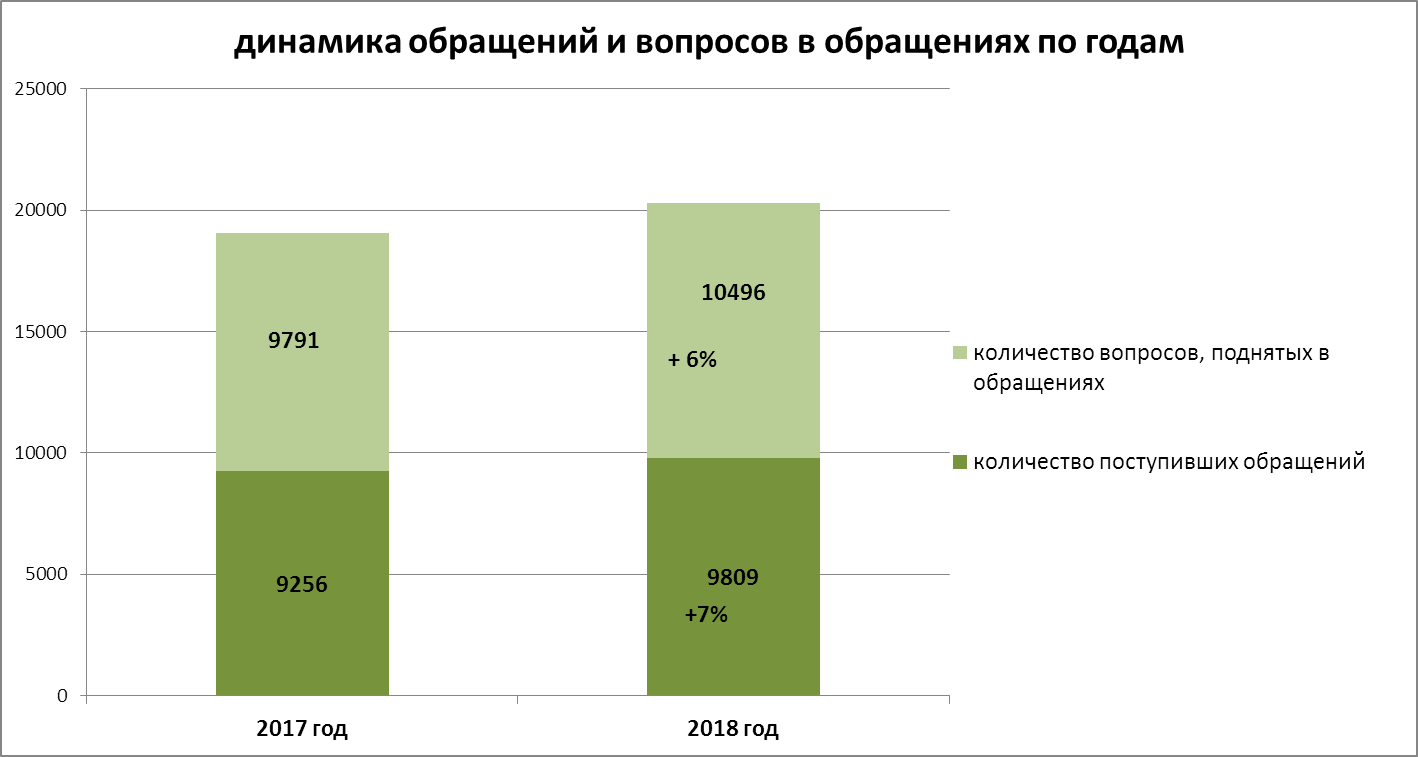 динамика обращений и вопросов в обращениях по годам
25000
20000
15000
10000
5000
0
9791
9256
10496
+ 6%
9809
+7%
2017 год
2018 год
количество вопросов, поднятых в
обращениях
количество поступивших обращений